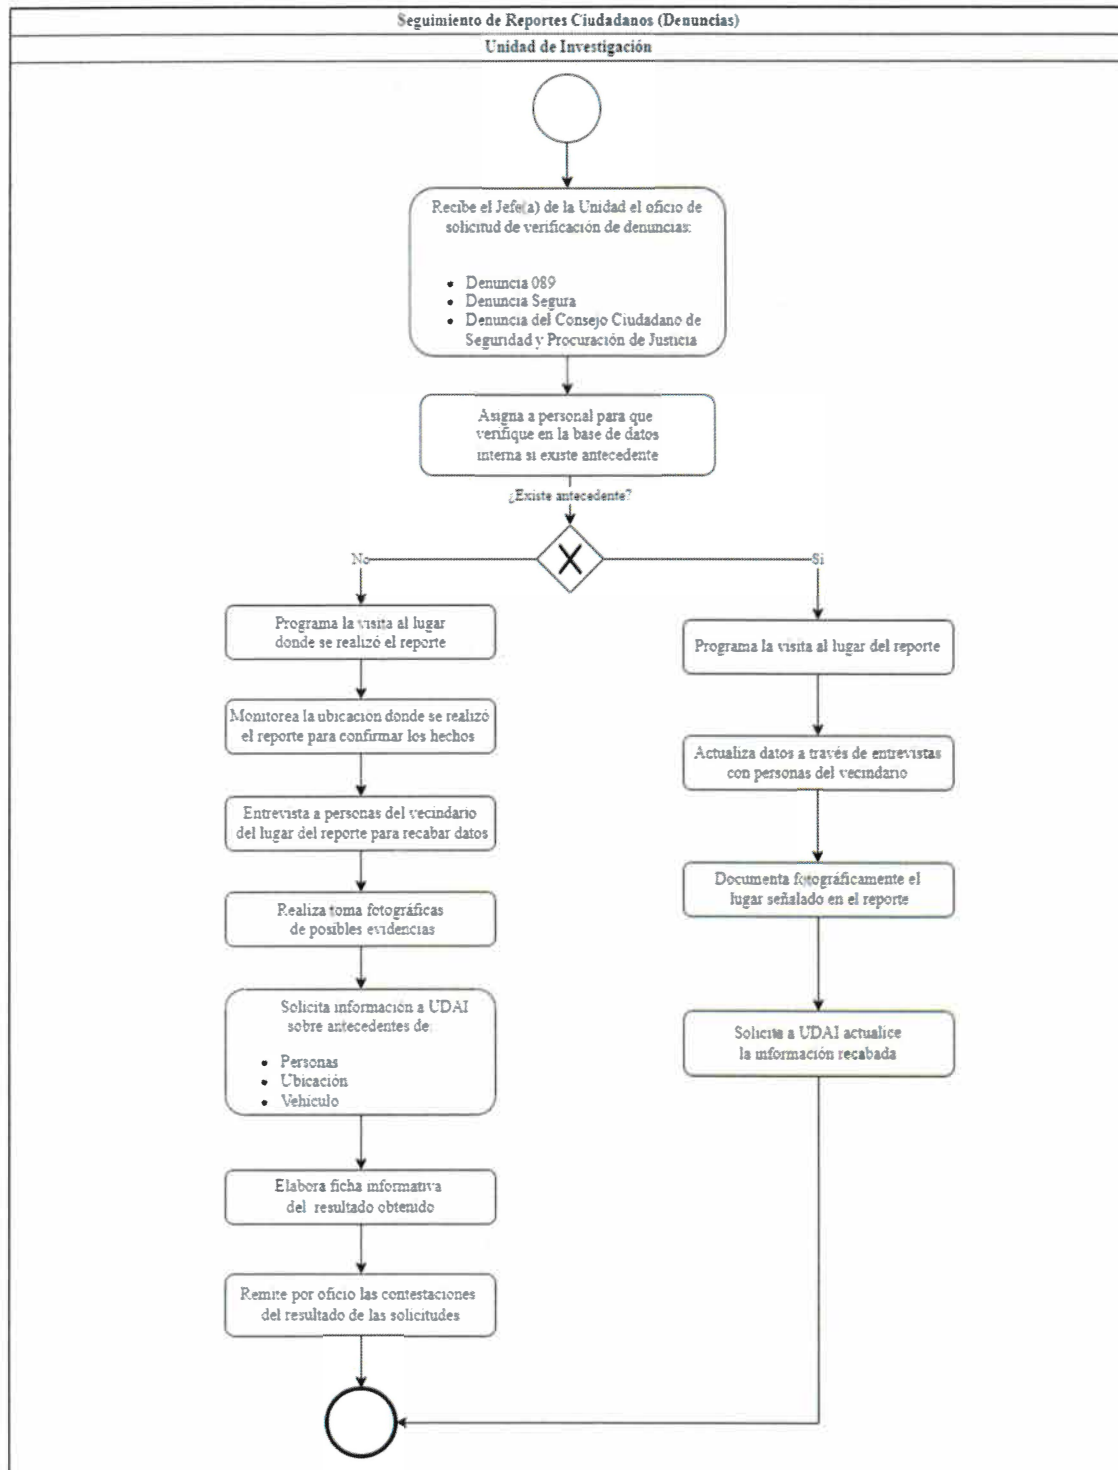 Seguimiento de Reportes Ciudadanos (Denuncias)
Unidad de Investigación
Recibe el Jefe(a) de la Unidad el oficio de
solicitud de verificación de denuncias:
• Denuncia 089
• Denuncia Segura
• Denuncia del Consejo Ciudadano de
Seguridad y Procuración de Justicia
Asigna a personal para que
verifique en la base de datos
interna si existe antecedente
¿Existe antecedente?
No
X
Si
Programa la visita al lugar
donde se realizó el reporte
Monitorea la ubicación donde se realizó
el reporte para confirmar los hechos
Entrevista a personas del vecindario
del lugar del reporte para recabar datos
Realiza toma fotográficas
de posibles evidencias
Solicita información a UDAI
sobre antecedentes de:
• Personas
• Ubicación
• Vehículo
Elabora ficha informativa
del resultado obtenido
Remite por oficio las contestaciones
del resultado de las solicitudes
Programa la visita al lugar del reporte
Actualiza datos a través de entrevistas
con personas del vecindario
Documenta fotográficamente el
lugar señalado en el reporte
Solicita a UDAI actualice
la información recabada